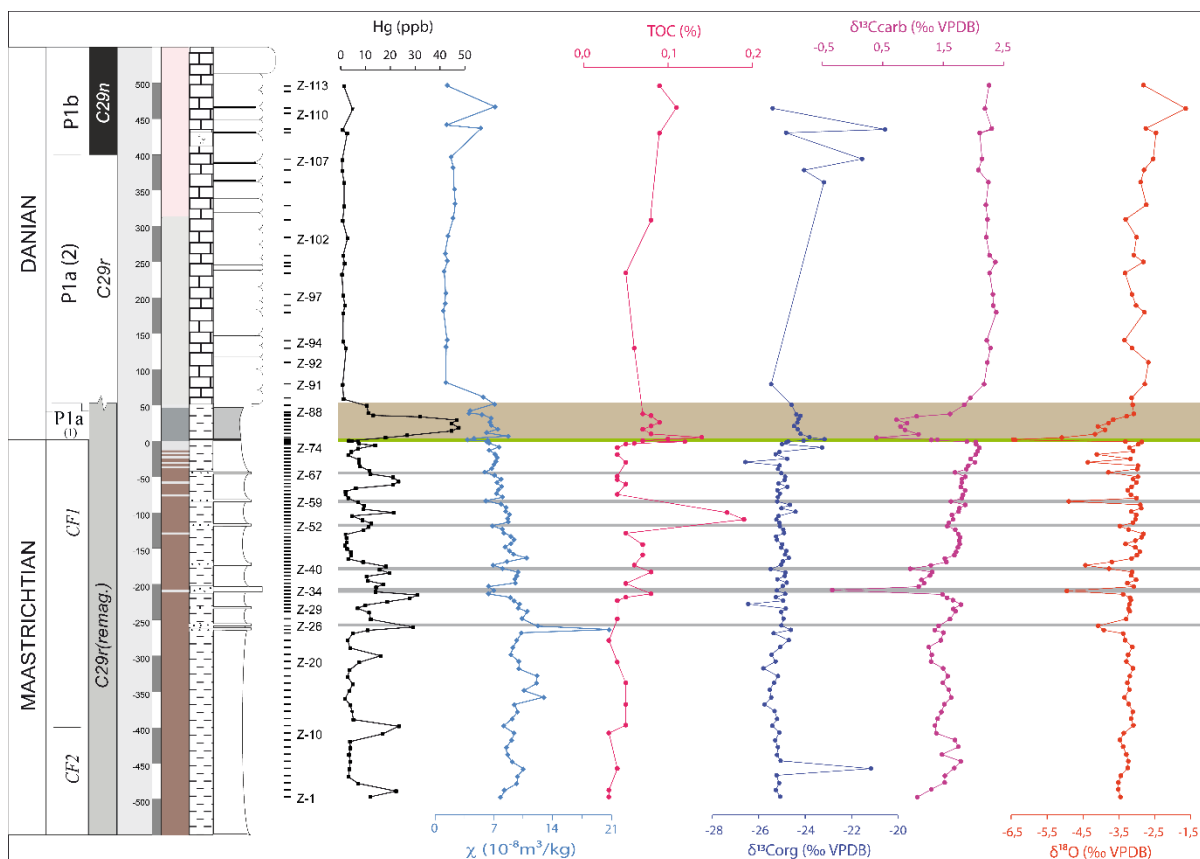 Hg (ppb)
0 10 20 30 40 50
TOC (%)
0,0 0,1 0,2
δ¹³Ccarb (‰ VPDB)
-0,5 0,5 1,5 2,5
DANIAN
MAASTRICHTIAN
P1b
P1a (2)
P1a
(1)
CF1
CF2
C29n
C29r
C29r(remag.)
500
450
400
350
300
250
200
150
100
50
0
-50
-100
-150
-200
-250
-300
-350
-400
-450
-500
Z-113
Z-110
Z-107
Z-102
Z-97
Z-94
Z-92
Z-91
Z-88
Z-74
Z-67
Z-59
Z-52
Z-40
Z-34
Z-29
Z-26
Z-20
Z-10
Z-1
0 7 14 21
χ (10⁻⁸m³/kg)
-28 -26 -24 -22 -20
δ¹³Corg (‰ VPDB)
-6,5 -4,5 -2,5 -1,5
δ¹⁸O (‰ VPDB)